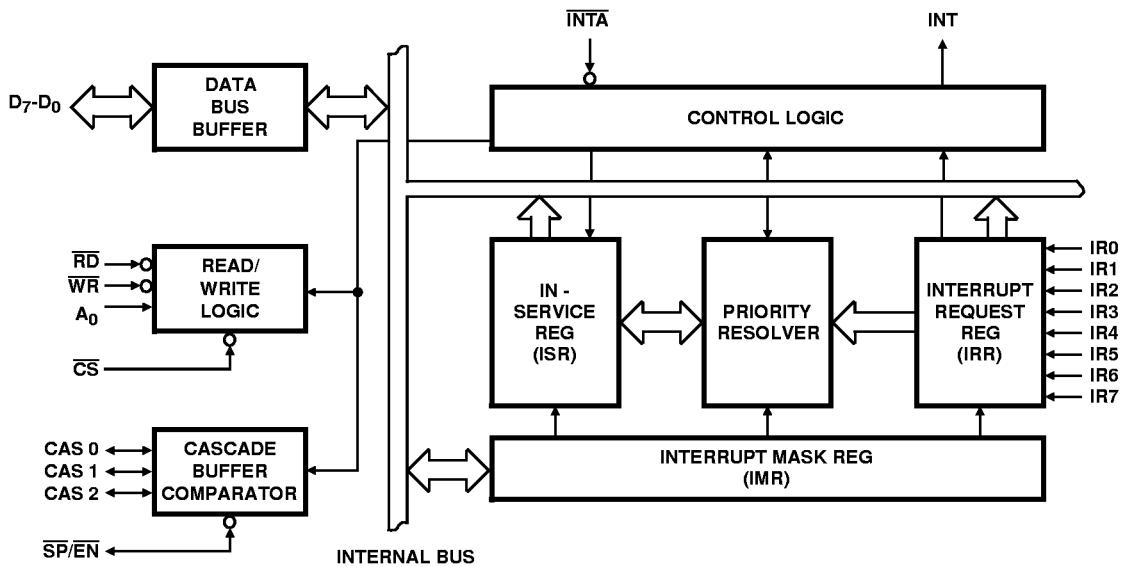 INTA
INT
D7-D0
DATA
BUS
BUFFER
CONTROL LOGIC
RD
WR
A0
CS
READ/
WRITE
LOGIC
IN -
SERVICE
REG
(ISR)
PRIORITY
RESOLVER
INTERRUPT
REQUEST
REG
(IRR)
IR0
IR1
IR2
IR3
IR4
IR5
IR6
IR7
CAS 0
CAS 1
CAS 2
CASCADE
BUFFER
COMPARATOR
SP/EN
INTERRUPT MASK REG
(IMR)
INTERNAL BUS